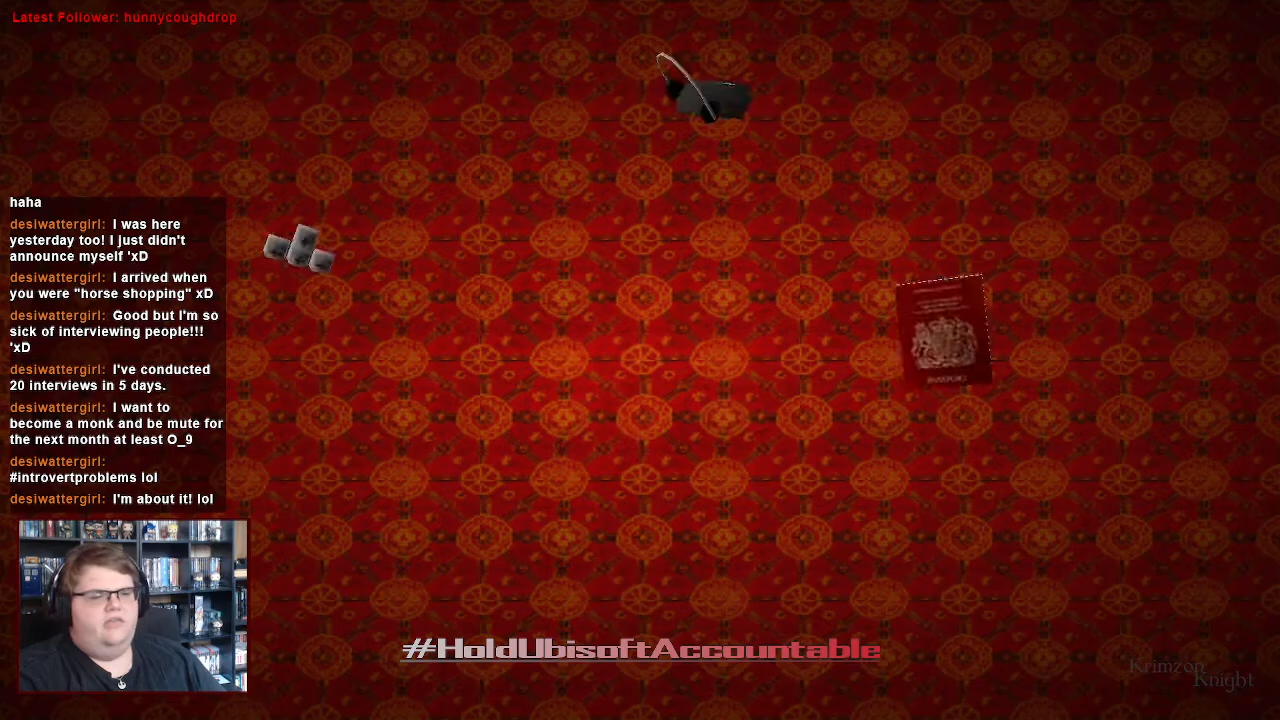 Latest Follower: hunnycoughdrop
haha
desiwattergirl: I was here
yesterday too! I just didn't
announce myself 'xD
desiwattergirl: I arrived when
you were "horse shopping" xD
desiwattergirl: Good but I'm so
sick of interviewing people!!!
'xD
desiwattergirl: I've conducted
20 interviews in 5 days.
desiwattergirl: I want to
become a monk and be mute for
the next month at least O_9
desiwattergirl:
#introvertproblems lol
desiwattergirl: I'm about it! lol
PASSPORT
#HoldUbisoftAccountable
Krimzon
Knight